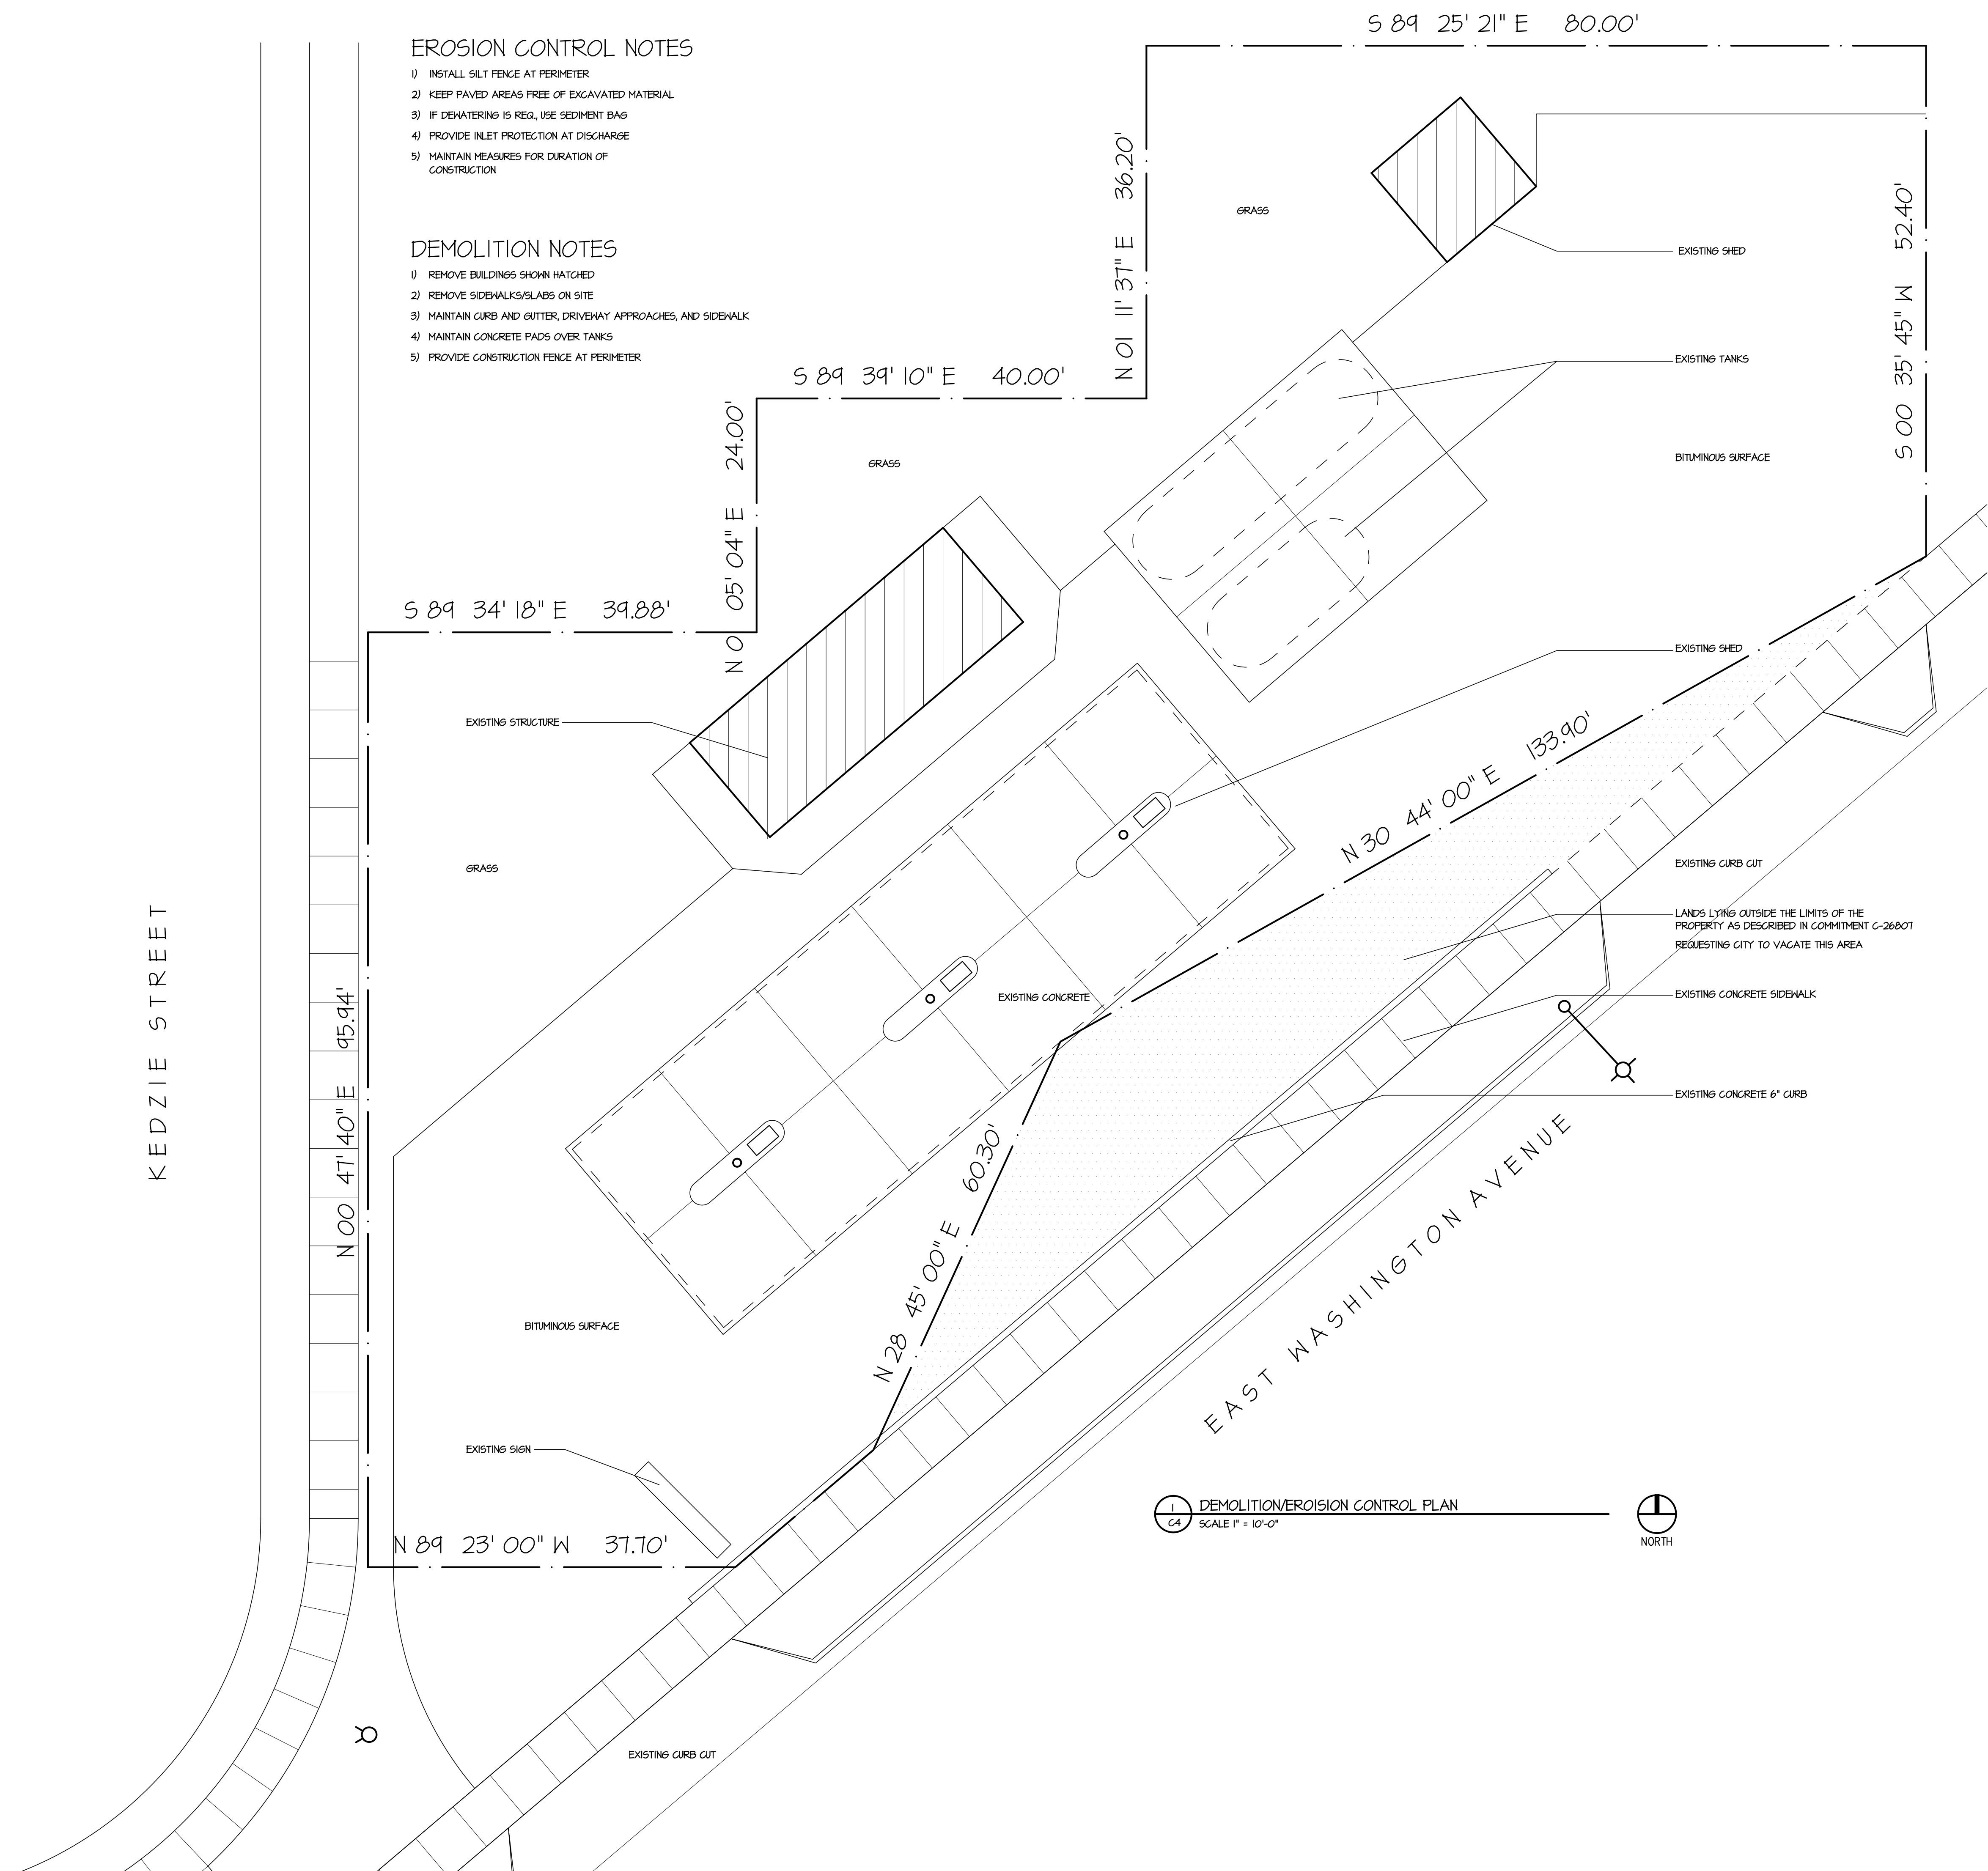 S 89 25' 21" E 80.00'
EROSION CONTROL NOTES
1) INSTALL SILT FENCE AT PERIMETER
2) KEEP PAVED AREAS FREE OF EXCAVATED MATERIAL
3) IF DEWATERING IS REQ., USE SEDIMENT BAG
4) PROVIDE INLET PROTECTION AT DISCHARGE
5) MAINTAIN MEASURES FOR DURATION OF
CONSTRUCTION
DEMOLITION NOTES
1) REMOVE BUILDINGS SHOWN HATCHED
2) REMOVE SIDEWALKS/SLABS ON SITE
3) MAINTAIN CURB AND GUTTER, DRIVEWAY APPROACHES, AND SIDEWALK
4) MAINTAIN CONCRETE PADS OVER TANKS
5) PROVIDE CONSTRUCTION FENCE AT PERIMETER
N 01 11' 37" E 36.20'
GRASS
EXISTING SHED
S 00 35' 45" W 52.40'
EXISTING TANKS
S 89 39' 10" E 40.00'
BITUMINOUS SURFACE
GRASS
N 0 05' 04" E 24.00'
S 89 34' 18" E 39.88'
EXISTING SHED
EXISTING STRUCTURE
N 30 44' 00" E 133.90'
GRASS
EXISTING CURB CUT
LANDS LYING OUTSIDE THE LIMITS OF THE
PROPERTY AS DESCRIBED IN COMMITMENT C-26807
REQUESTING CITY TO VACATE THIS AREA
KEDZIE STREET
N 00 47' 40" E 95.94'
EXISTING CONCRETE
EXISTING CONCRETE SIDEWALK
EXISTING CONCRETE 6" CURB
N 28 45' 00" E 60.30'
EAST WASHINGTON AVENUE
BITUMINOUS SURFACE
EXISTING SIGN
N 89 23' 00" W 37.70'
1
C4
DEMOLITION/EROISION CONTROL PLAN
SCALE 1" = 10'-0"
NORTH
EXISTING CURB CUT